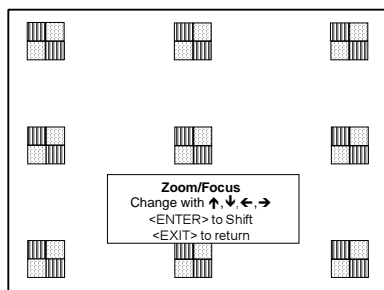 Zoom/Focus
Change with ↑,↓,←,→
<ENTER> to Shift
<EXIT> to return